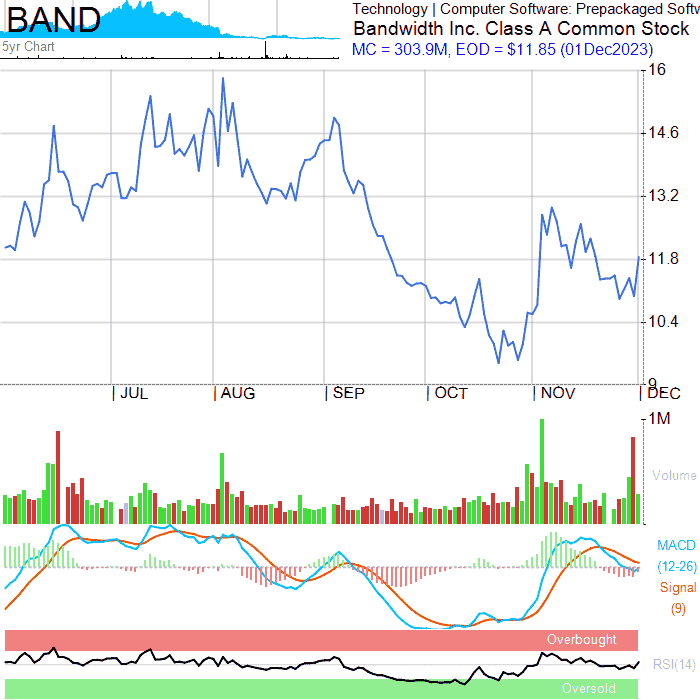 BAND
5yr Chart
Technology | Computer Software: Prepackaged Softw
Bandwidth Inc. Class A Common Stock
MC = 303.9M, EOD = $11.85 (01Dec2023)
16
14.6
13.2
11.8
10.4
9
JUL AUG SEP OCT NOV DEC
1M
Volume
MACD
(12-26)
Signal
(9)
Overbought
RSI(14)
Oversold